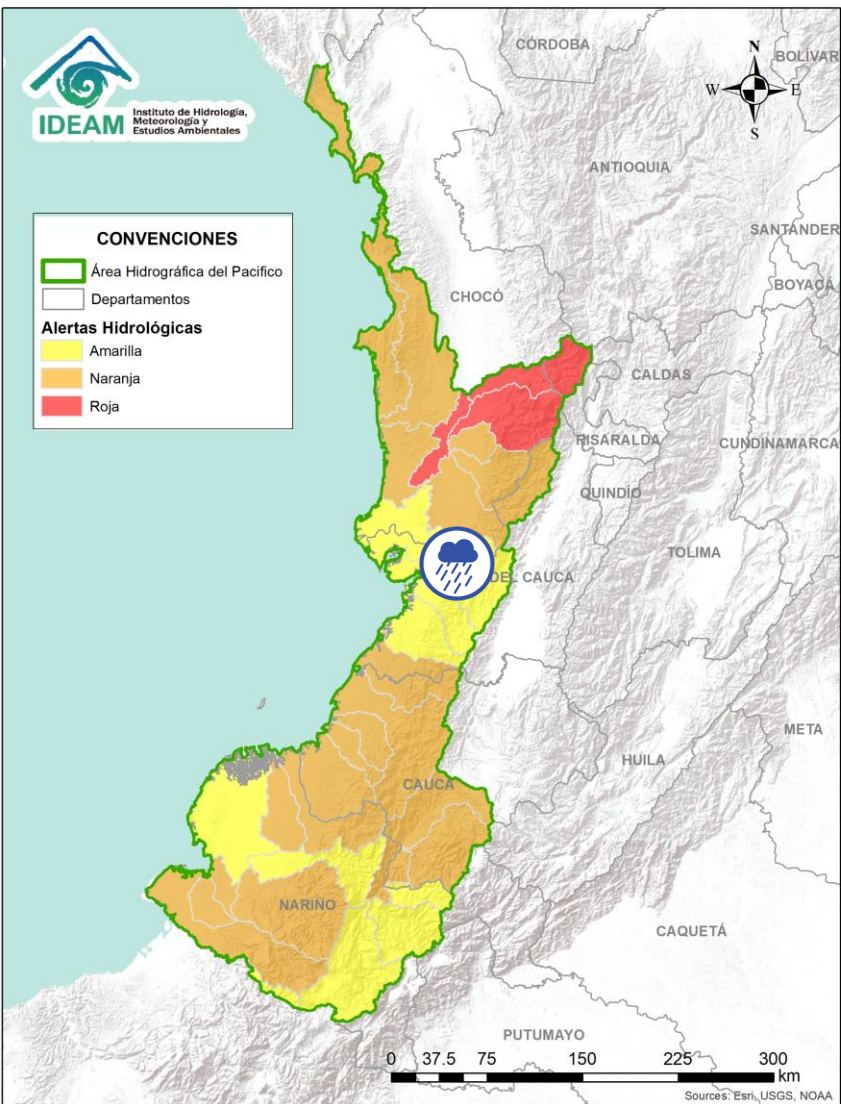 IDEAM
Instituto de Hidrología,
Meteorología y
Estudios Ambientales
CÓRDOBA
BOLÍVAR
N
W
E
S
ANTIOQUIA
SANTANDER
BOYACÁ
CONVENCIONES
Área Hidrográfica del Pacifico
Departamentos
Alertas Hidrológicas
Amarilla
Naranja
Roja
CHOCÓ
CALDAS
RISARALDA
CUNDINAMARCA
QUINDÍO
TOLIMA
DEL CAUCA
META
HUILA
CAUCA
NARIÑO
CAQUETÁ
PUTUMAYO
0 37.5 75 150 225 300
km
Sources: Esri, USGS, NOAA